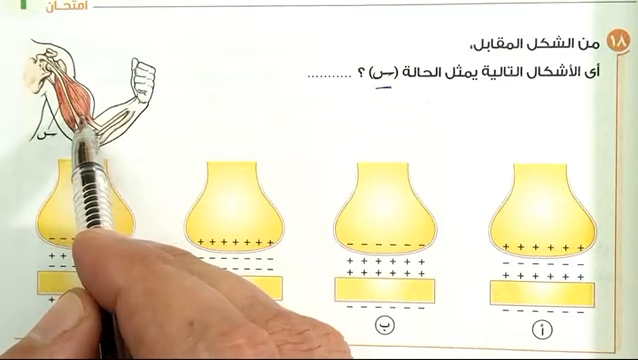 امتحان
١٨ من الشكل المقابل،
أى الأشكال التالية يمثل الحالة (س) ؟ ...........
س
+ + + + + +
- - - - - -
- - - - - -
+ + + + + +
+ + + + + +
- - - - - -
- - - - - -
+ + + + + +
- - - - - -
ب
أ